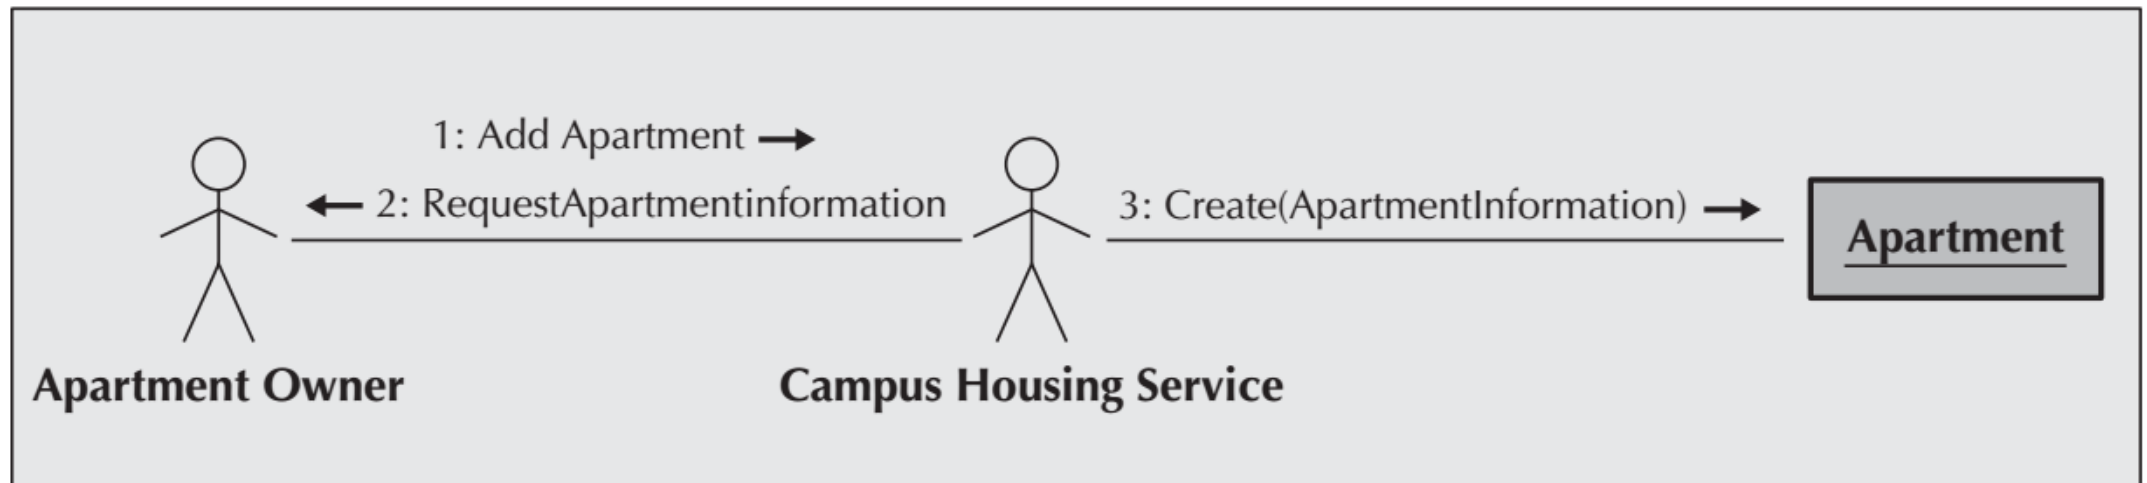 1: Add Apartment
2: RequestApartmentinformation
3: Create(ApartmentInformation)
Apartment
Apartment Owner
Campus Housing Service